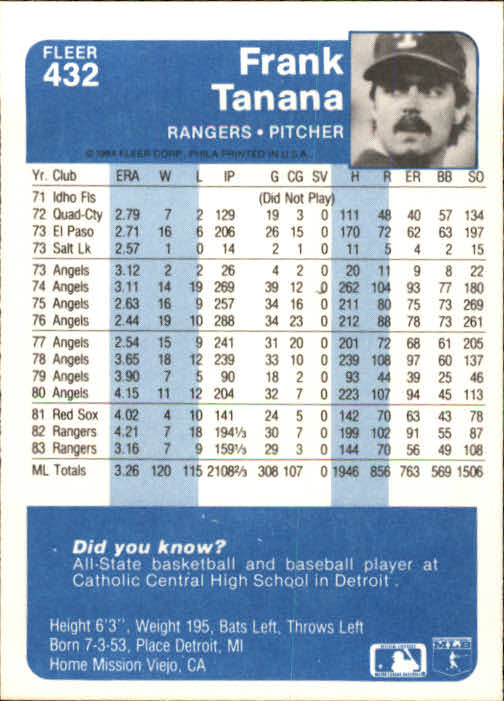 FLEER
432
Frank
Tanana
RANGERS • PITCHER
© 1984 FLEER CORP., PHILA PRINTED IN U.S.A.
Yr. Club ERA W L IP G CG SV H R ER BB SO
71 Idho Fls (Did Not Play)
72 Quad-Cty 2.79 7 2 129 19 3 0 111 48 40 57 134
73 El Paso 2.71 16 6 206 26 15 0 170 72 62 63 197
73 Salt Lk 2.57 1 0 14 2 1 0 11 5 4 2 15
73 Angels 3.12 2 2 26 4 2 0 20 11 9 8 22
74 Angels 3.11 14 19 269 39 12 0 262 104 93 77 180
75 Angels 2.63 16 9 257 34 16 0 211 80 75 73 269
76 Angels 2.44 19 10 288 34 23 0 212 88 78 73 261
77 Angels 2.54 15 9 241 31 20 0 201 72 68 61 205
78 Angels 3.65 18 12 239 33 10 0 239 108 97 60 137
79 Angels 3.90 7 5 90 18 2 0 93 44 39 25 46
80 Angels 4.15 11 12 204 32 7 0 223 107 94 45 113
81 Red Sox 4.02 4 10 141 24 5 0 142 70 63 43 78
82 Rangers 4.21 7 18 194⅓ 30 7 0 199 102 91 55 87
83 Rangers 3.16 7 9 159⅓ 29 3 0 144 70 56 49 108
ML Totals 3.26 120 115 2108⅔ 308 107 0 1946 856 763 569 1506
Did you know?
All-State basketball and baseball player at
Catholic Central High School in Detroit .
Height 6'3", Weight 195, Bats Left, Throws Left
Born 7-3-53, Place Detroit, MI
Home Mission Viejo, CA